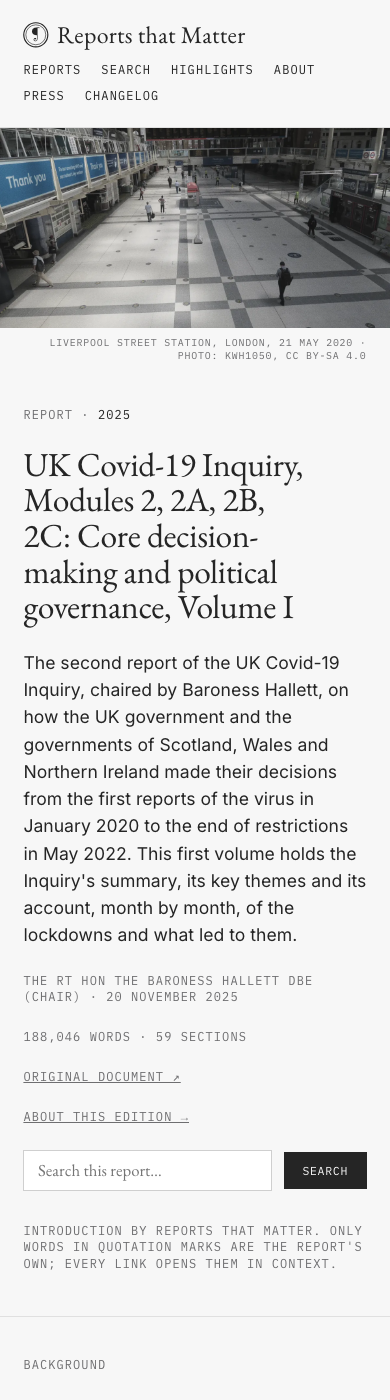 Reports that Matter
REPORTS SEARCH HIGHLIGHTS ABOUT
PRESS CHANGELOG
Thank you
Thank you
LIVERPOOL STREET STATION, LONDON, 21 MAY 2020 ·
PHOTO: KWH1050, CC BY-SA 4.0
REPORT · 2025
UK Covid-19 Inquiry,
Modules 2, 2A, 2B,
2C: Core decision-
making and political
governance, Volume I
The second report of the UK Covid-19
Inquiry, chaired by Baroness Hallett, on
how the UK government and the
governments of Scotland, Wales and
Northern Ireland made their decisions
from the first reports of the virus in
January 2020 to the end of restrictions
in May 2022. This first volume holds the
Inquiry's summary, its key themes and its
account, month by month, of the
lockdowns and what led to them.
THE RT HON THE BARONESS HALLETT DBE
(CHAIR) · 20 NOVEMBER 2025
188,046 WORDS · 59 SECTIONS
ORIGINAL DOCUMENT ↗
ABOUT THIS EDITION →
Search this report…
SEARCH
INTRODUCTION BY REPORTS THAT MATTER. ONLY
WORDS IN QUOTATION MARKS ARE THE REPORT'S
OWN; EVERY LINK OPENS THEM IN CONTEXT.
BACKGROUND